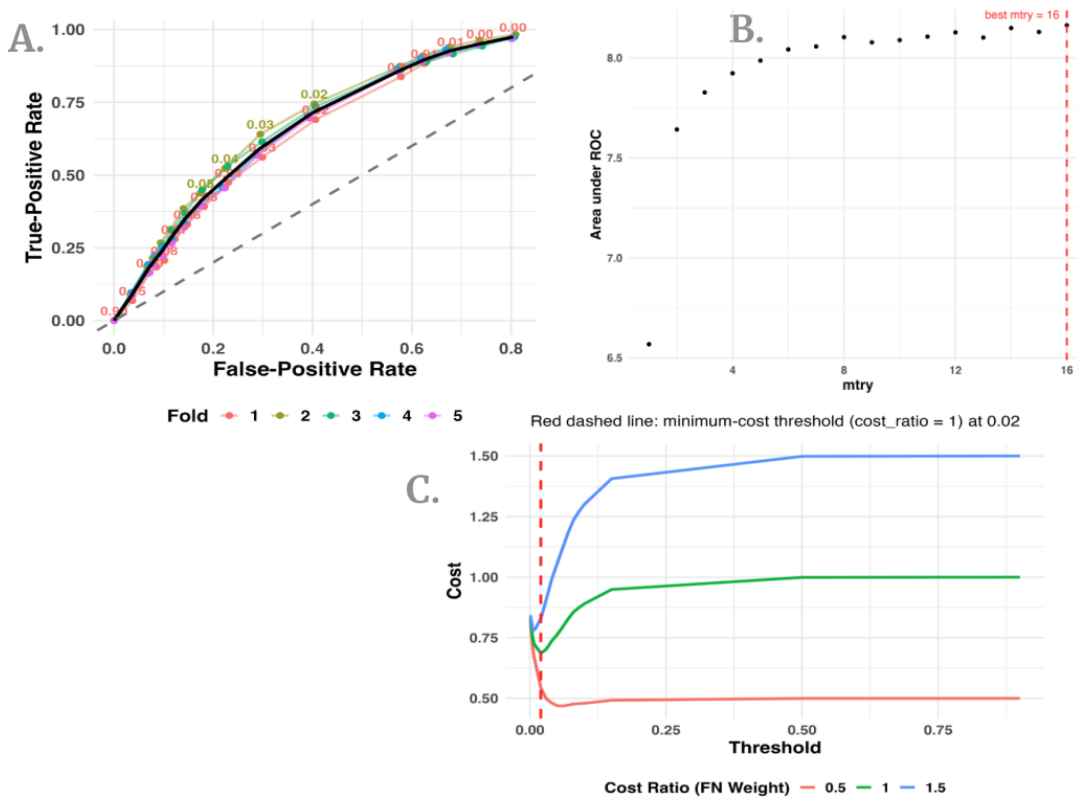 A.
1.00
0.75
0.50
0.25
0.00
True-Positive Rate
0.00
0.00
0.01
0.02
0.03
0.04
0.05
0.0 0.2 0.4 0.6 0.8
False-Positive Rate
Fold 1 2 3 4 5
B.
best mtry = 16
8.0
7.5
7.0
6.5
Area under ROC
4 8 12 16
mtry
Red dashed line: minimum-cost threshold (cost_ratio = 1) at 0.02
C.
1.50
1.25
1.00
0.75
0.50
Cost
0.00 0.25 0.50 0.75
Threshold
Cost Ratio (FN Weight) 0.5 1 1.5